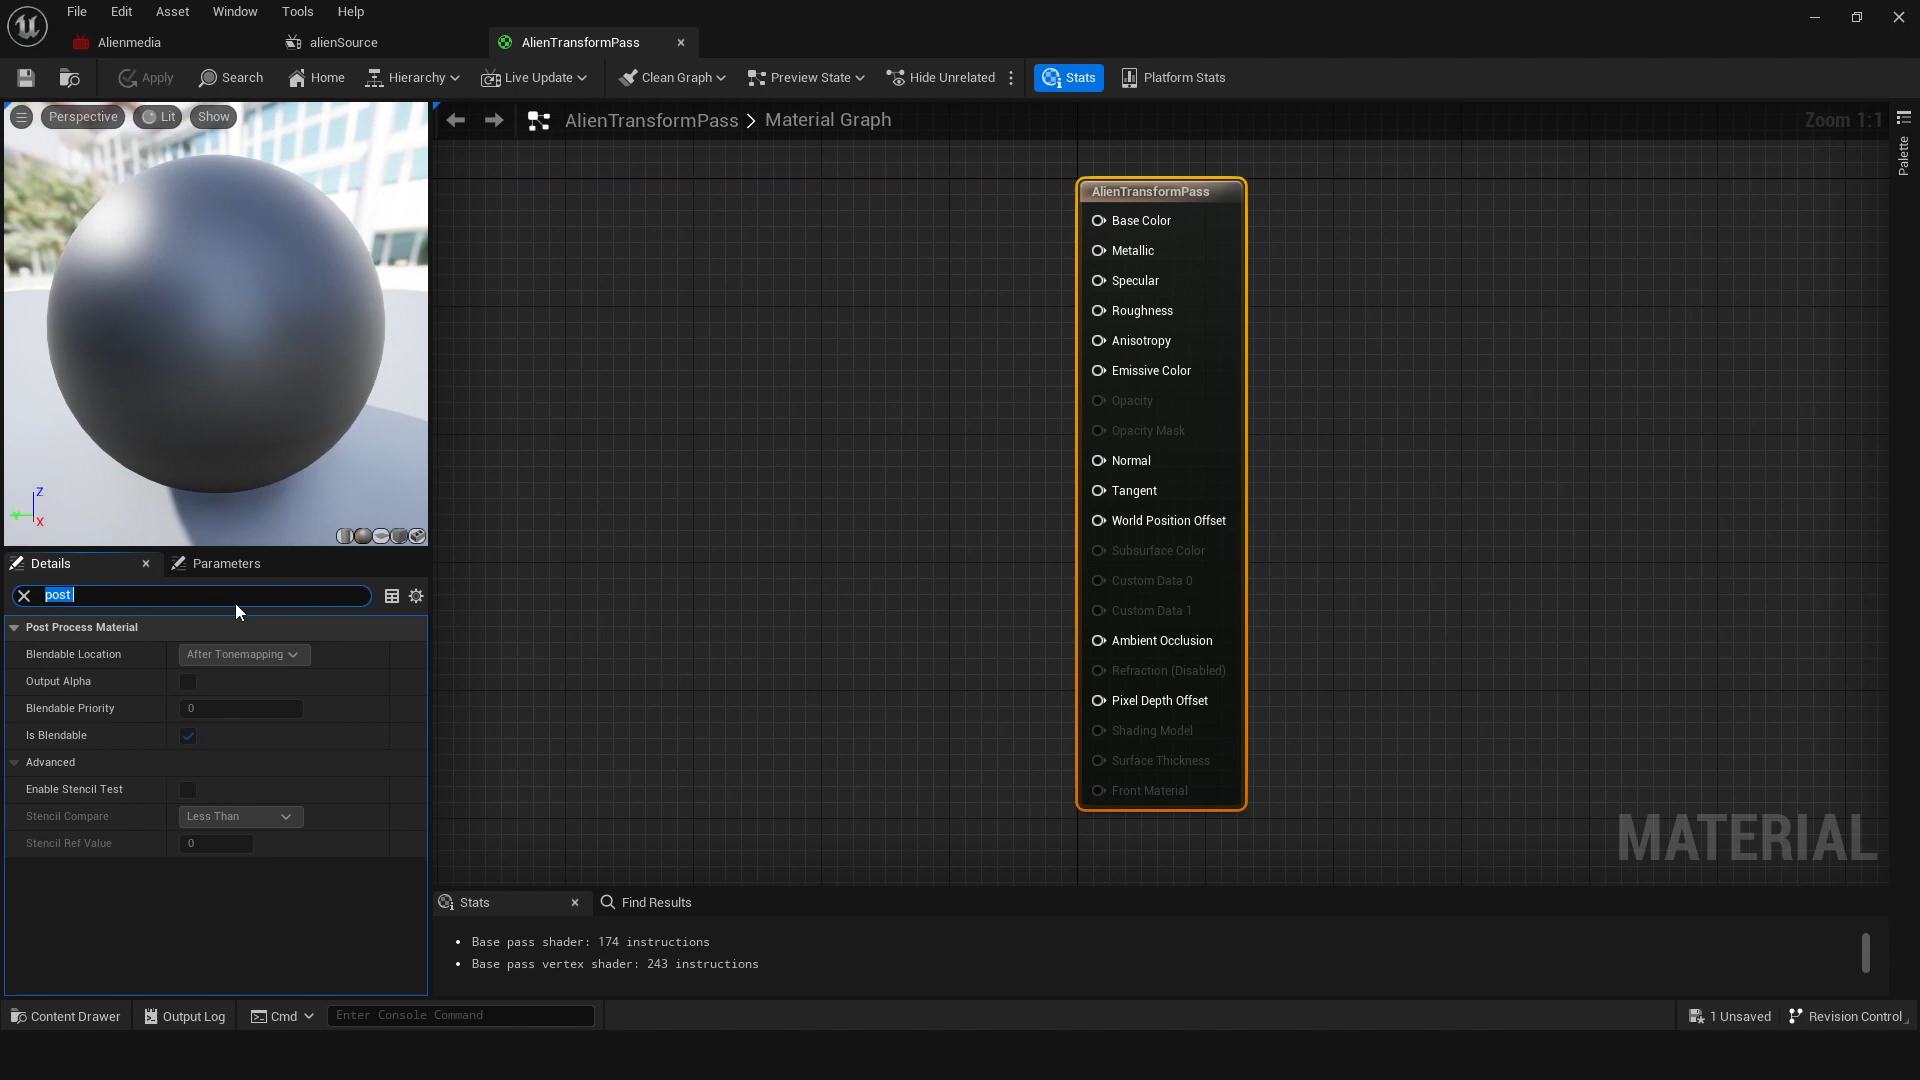 File Edit Asset Window Tools Help
Alienmedia alienSource AlienTransformPass
Apply Search Home Hierarchy Live Update Clean Graph Preview State Hide Unrelated Stats Platform Stats
Perspective Lit Show
AlienTransformPass > Material Graph
Zoom 1:1
Palette
AlienTransformPass
Base Color
Metallic
Specular
Roughness
Anisotropy
Emissive Color
Opacity
Opacity Mask
Normal
Tangent
World Position Offset
Subsurface Color
Custom Data 0
Custom Data 1
Ambient Occlusion
Refraction (Disabled)
Pixel Depth Offset
Shading Model
Surface Thickness
Front Material
MATERIAL
Z
Y
X
Details Parameters
post
Post Process Material
Blendable Location After Tonemapping
Output Alpha
Blendable Priority 0
Is Blendable
Advanced
Enable Stencil Test
Stencil Compare Less Than
Stencil Ref Value 0
Stats Find Results
• Base pass shader: 174 instructions
• Base pass vertex shader: 243 instructions
Content Drawer Output Log Cmd Enter Console Command 1 Unsaved Revision Control